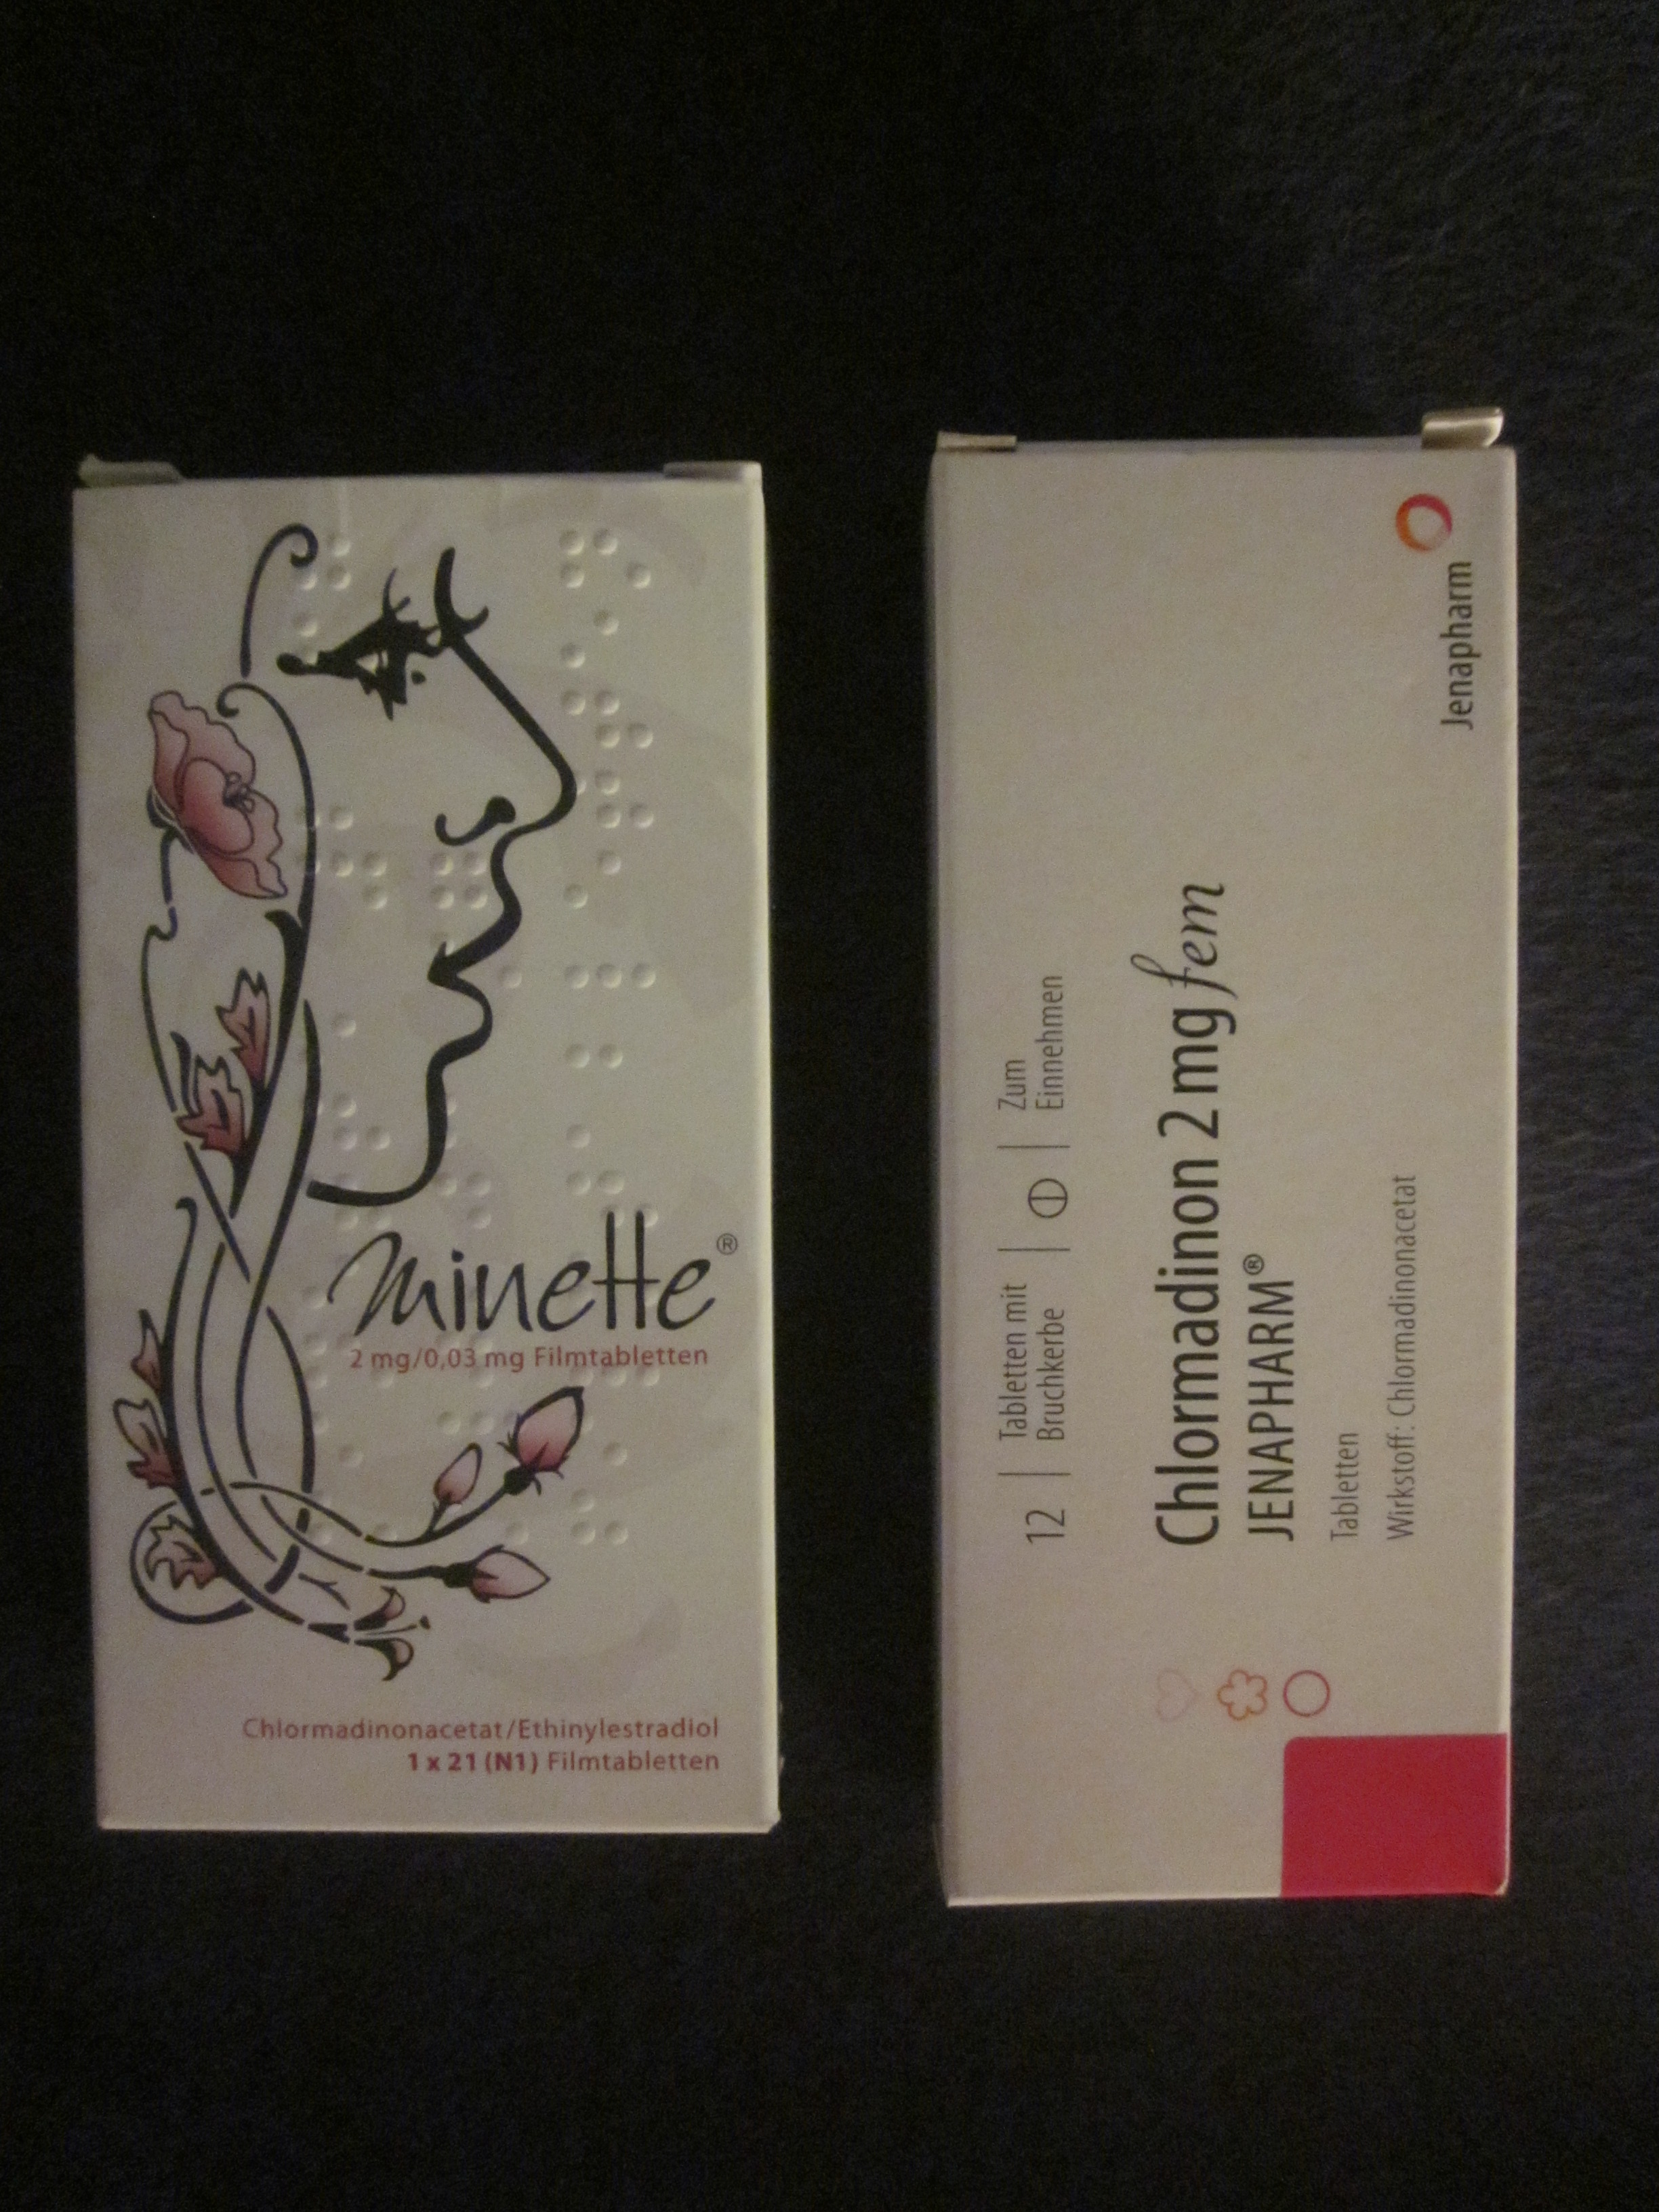 minette®
2 mg/0,03 mg Filmtabletten
Chlormadinonacetat/Ethinylestradiol
1 x 21 (N1) Filmtabletten
12 | Tabletten mit | | Zum
Bruchkerbe Einnehmen
Chlormadinon 2 mg fem
JENAPHARM®
Tabletten
Wirkstoff: Chlormadinonacetat
Jenapharm